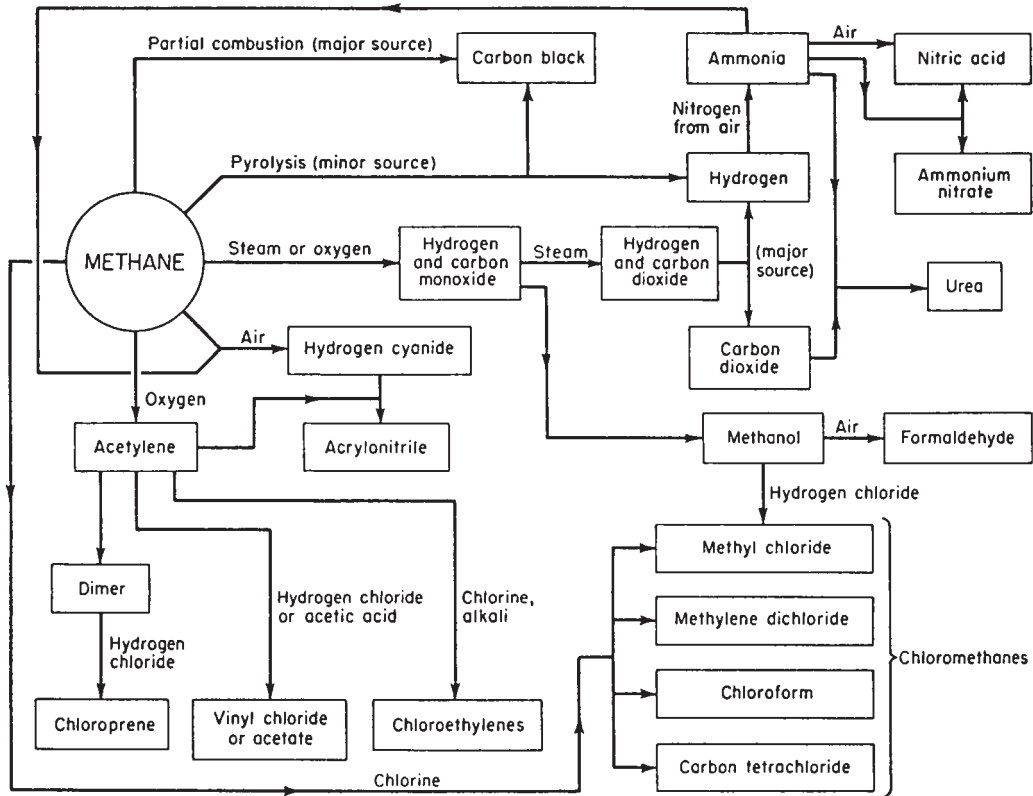 Partial combustion (major source)
Carbon black
Ammonia
Air
Nitric acid
Nitrogen
from air
Pyrolysis (minor source)
Hydrogen
Ammonium
nitrate
METHANE
Steam or oxygen
Hydrogen
and carbon
monoxide
Steam
Hydrogen
and carbon
dioxide
(major
source)
Urea
Air
Hydrogen cyanide
Carbon
dioxide
Oxygen
Acetylene
Acrylonitrile
Methanol
Air
Formaldehyde
Hydrogen chloride
Methyl chloride
Dimer
Hydrogen chloride
or acetic acid
Chlorine,
alkali
Methylene dichloride
Hydrogen
chloride
Chloromethanes
Chloroprene
Vinyl chloride
or acetate
Chloroethylenes
Chloroform
Carbon tetrachloride
Chlorine